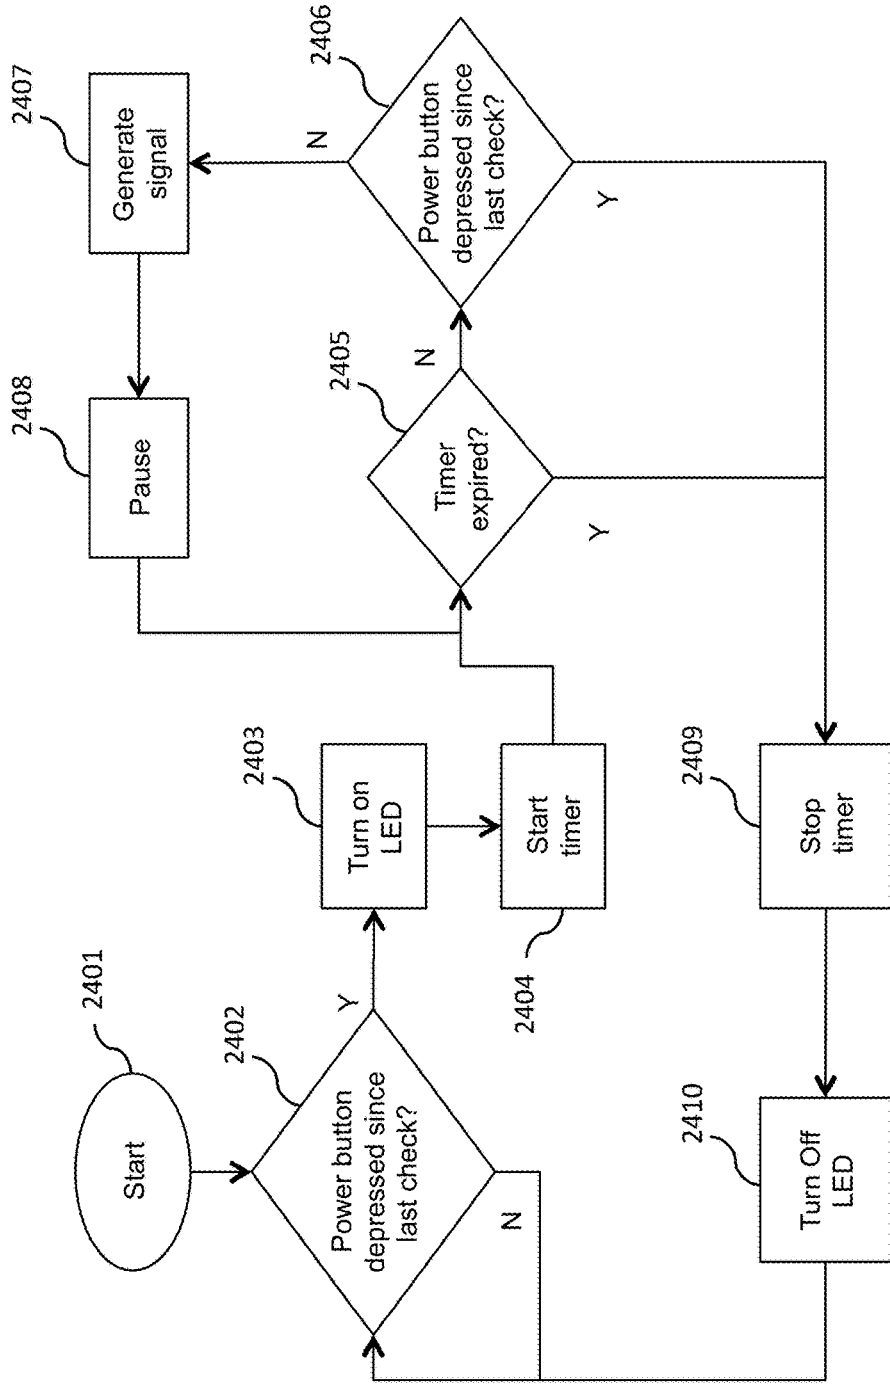 2401
Start
2402
Power button
depressed since
last check?
Y
N
2403
Turn on
LED
2404
Start
timer
2405
Timer
expired?
N
Y
2406
Power button
depressed since
last check?
N
Y
2407
Generate
signal
2408
Pause
2409
Stop
timer
2410
Turn Off
LED